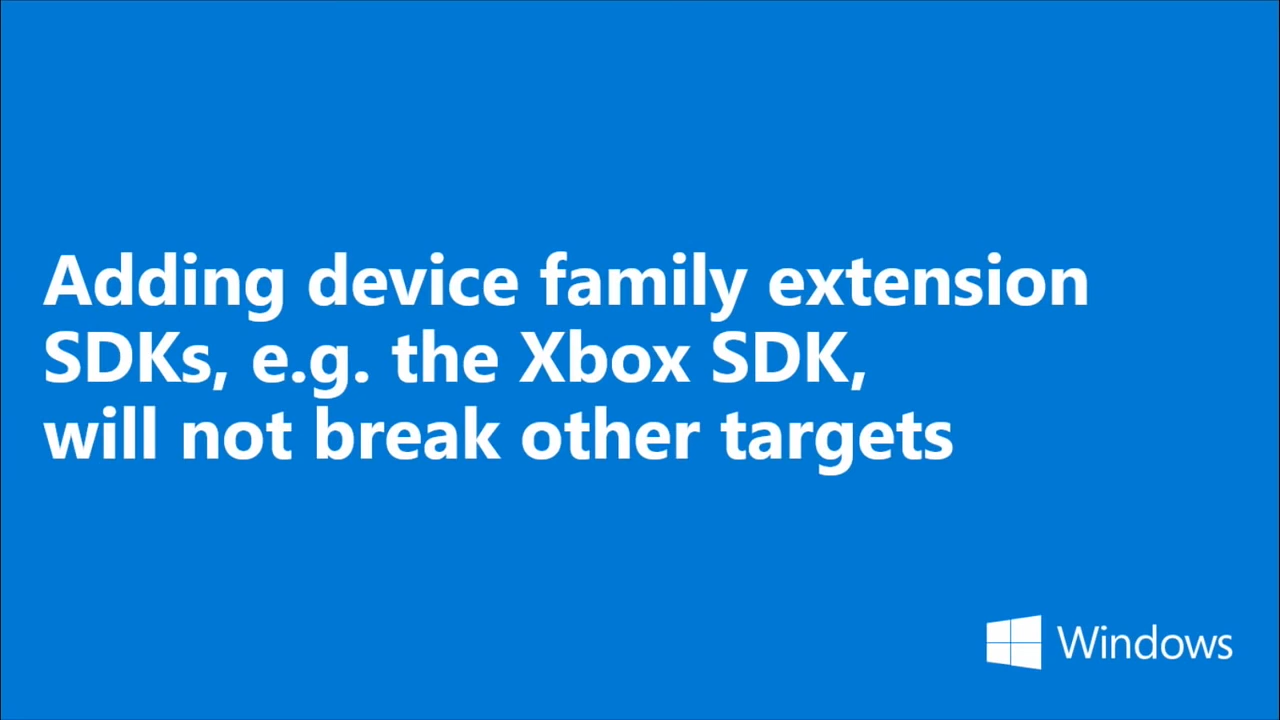 Adding device family extension
SDKs, e.g. the Xbox SDK,
will not break other targets
Windows